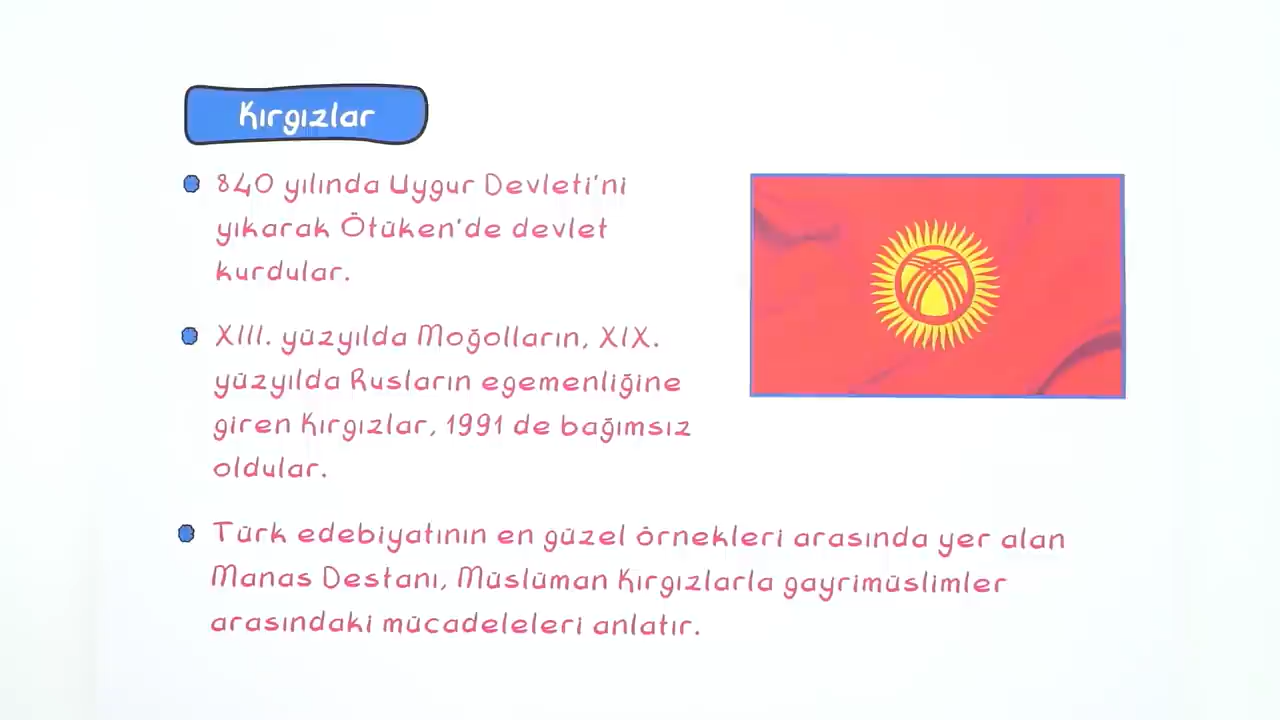 Kırgızlar
840 yılında Uygur Devleti'ni
yıkarak Ötüken'de devlet
kurdular.
XIII. yüzyılda Moğolların, XIX.
yüzyılda Rusların egemenliğine
giren Kırgızlar, 1991 de bağımsız
oldular.
Türk edebiyatının en güzel örnekleri arasında yer alan
Manas Destanı, Müslüman Kırgızlarla gayrimüslimler
arasındaki mücadeleleri anlatır.